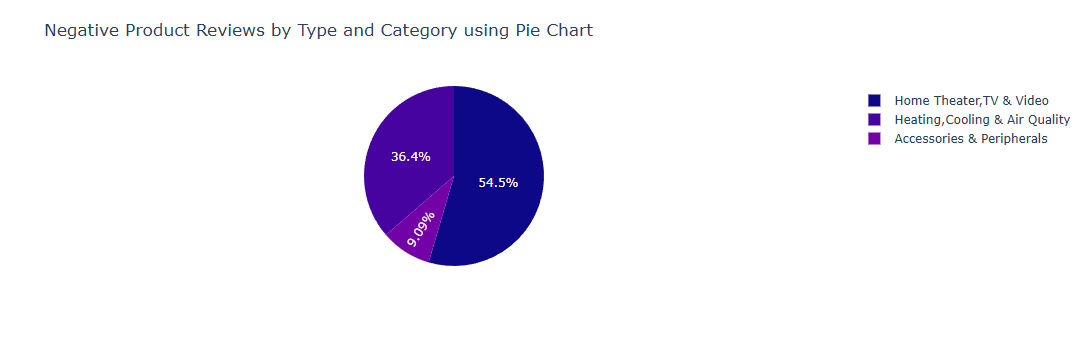 Negative Product Reviews by Type and Category using Pie Chart
Home Theater,TV & Video
Heating,Cooling & Air Quality
Accessories & Peripherals
36.4%
54.5%
9.09%